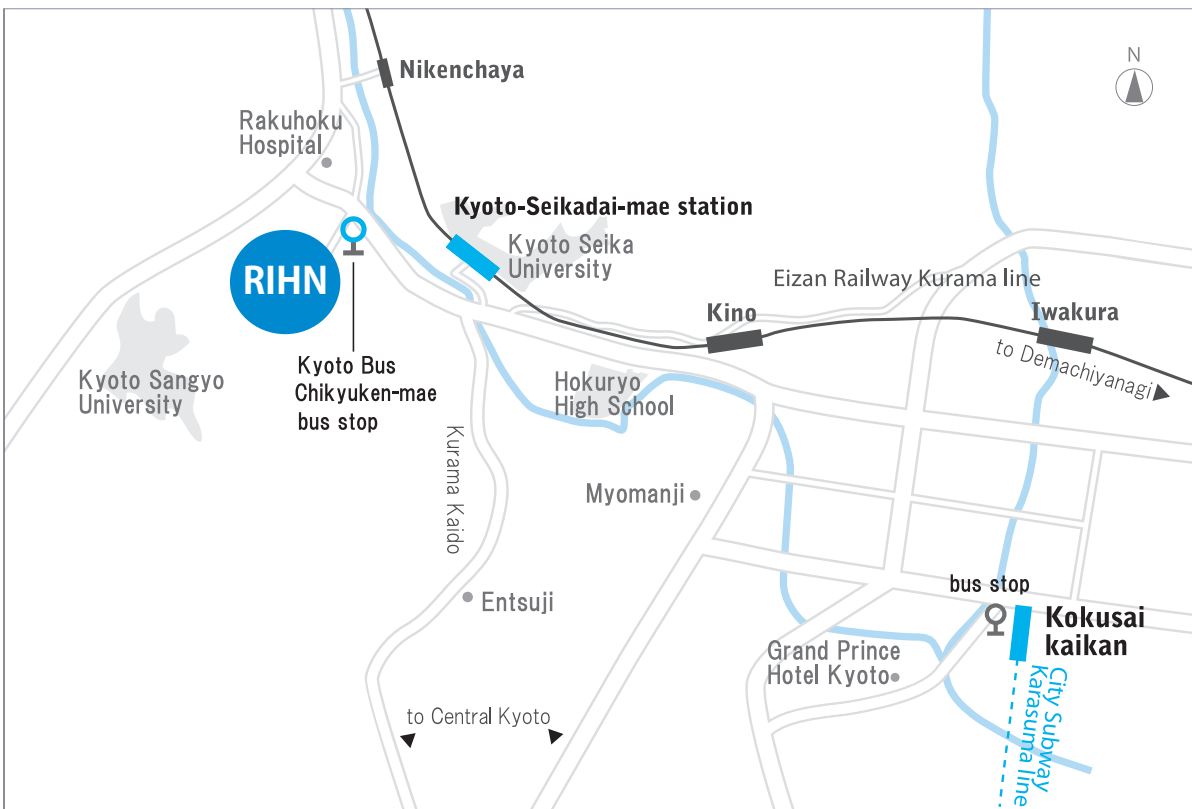 N
Nikenchaya
Rakuhoku
Hospital
Kyoto-Seikadai-mae station
Kyoto Seika
University
RIHN
Eizan Railway Kurama line
Kino
Iwakura
to Demachiyanagi
Kyoto Sangyo
University
Kyoto Bus
Chikyuken-mae
bus stop
Hokuryo
High School
Kurama Kaido
Myomanji
Entsuji
bus stop
Kokusai
kaikan
Grand Prince
Hotel Kyoto
City Subway
Karasuma line
to Central Kyoto